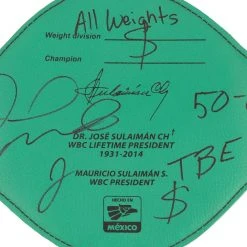 All Weights
Weight division
$
Champion
50-
DR. JOSÉ SULAIMÁN CH
WBC LIFETIME PRESIDENT
1931-2014
TBE
MAURICIO SULAIMÁN S.
WBC PRESIDENT
$
HECHO EN
MÉXICO